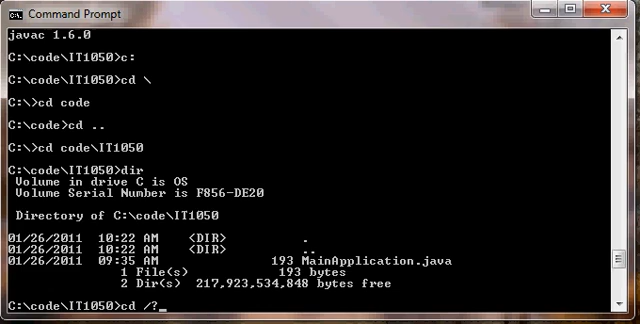 Command Prompt
javac 1.6.0
C:\code\IT1050>c:
C:\code\IT1050>cd \
C:\>cd code
C:\code>cd ..
C:\>cd code\IT1050
C:\code\IT1050>dir
Volume in drive C is OS
Volume Serial Number is F856-DE20
Directory of C:\code\IT1050
01/26/2011  10:22 AM    <DIR>          .
01/26/2011  10:22 AM    <DIR>          ..
01/26/2011  09:35 AM               193 MainApplication.java
1 File(s)            193 bytes
2 Dir(s)  217,923,534,848 bytes free
C:\code\IT1050>cd /?_